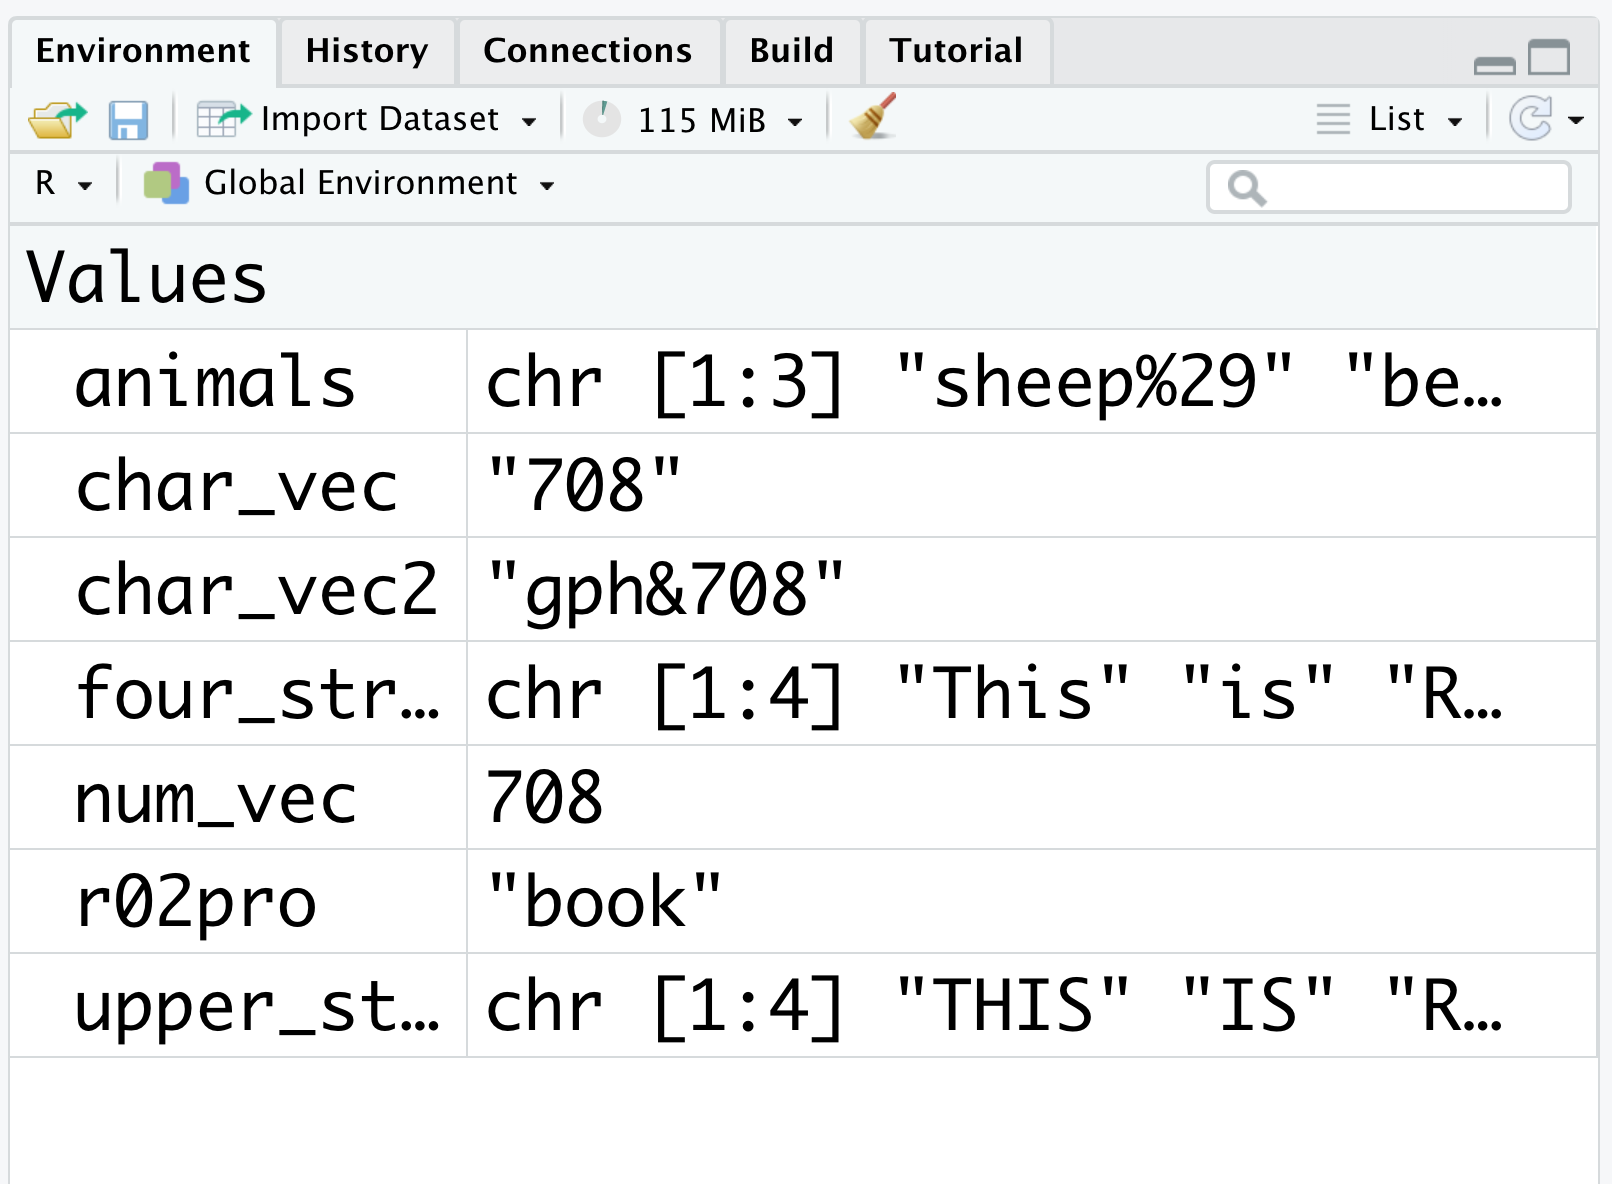 Environment History Connections Build Tutorial
Import Dataset 115 MiB List
R Global Environment
Values
animals chr [1:3] "sheep%29" "be…
char_vec "708"
char_vec2 "gph&708"
four_str… chr [1:4] "This" "is" "R…
num_vec 708
r02pro "book"
upper_st… chr [1:4] "THIS" "IS" "R…